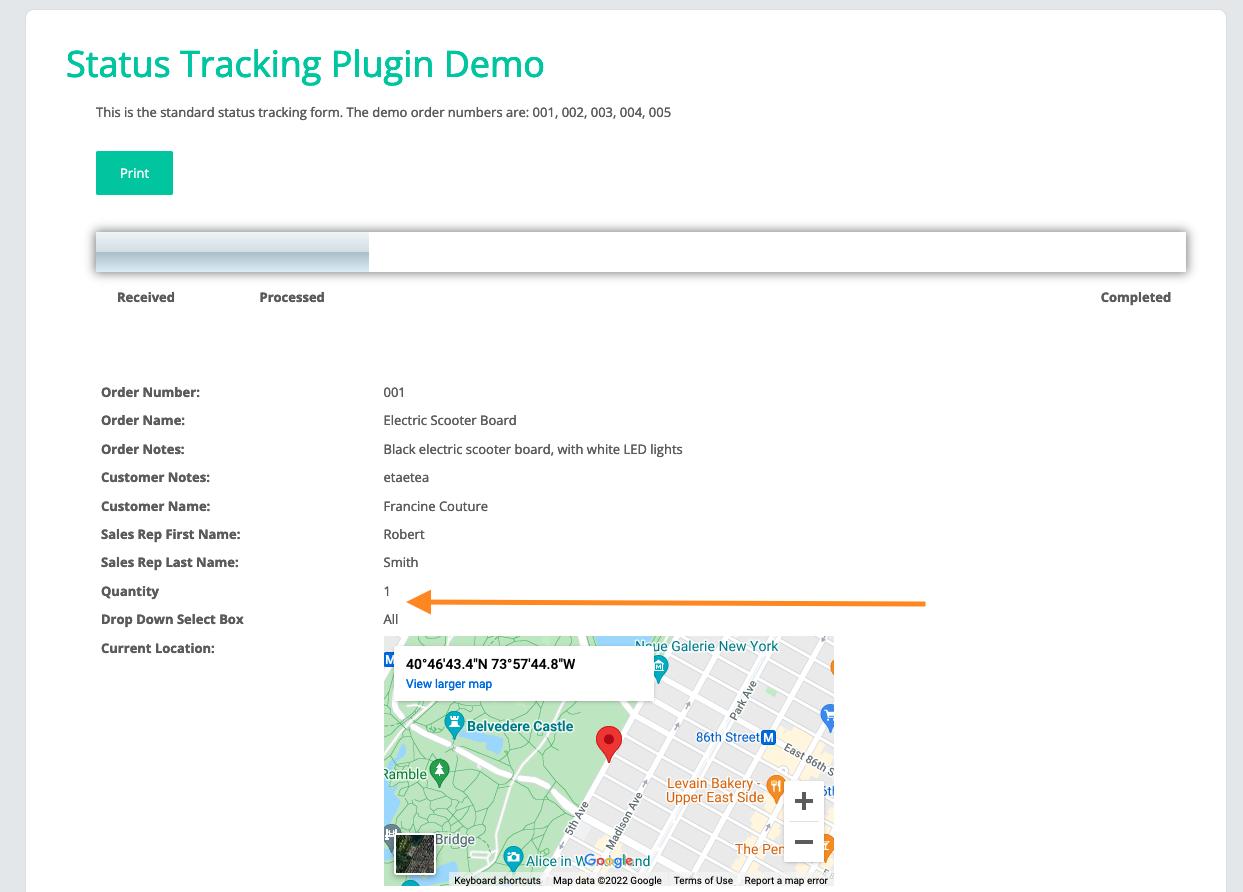 Status Tracking Plugin Demo
This is the standard status tracking form. The demo order numbers are: 001, 002, 003, 004, 005
Print
Received Processed Completed
Order Number: 001
Order Name: Electric Scooter Board
Order Notes: Black electric scooter board, with white LED lights
Customer Notes: etaetea
Customer Name: Francine Couture
Sales Rep First Name: Robert
Sales Rep Last Name: Smith
Quantity 1
Drop Down Select Box All
Current Location:
Neue Galerie New York
M
40°46'43.4"N 73°57'44.8"W
View larger map
Park Ave
Belvedere Castle
86th Street M
East 86th S
Ramble
Levain Bakery -
Upper East Side
5th Ave
Madison Ave
Bridge
The Pen
Alice in W land
Google
Keyboard shortcuts Map data ©2022 Google Terms of Use Report a map error